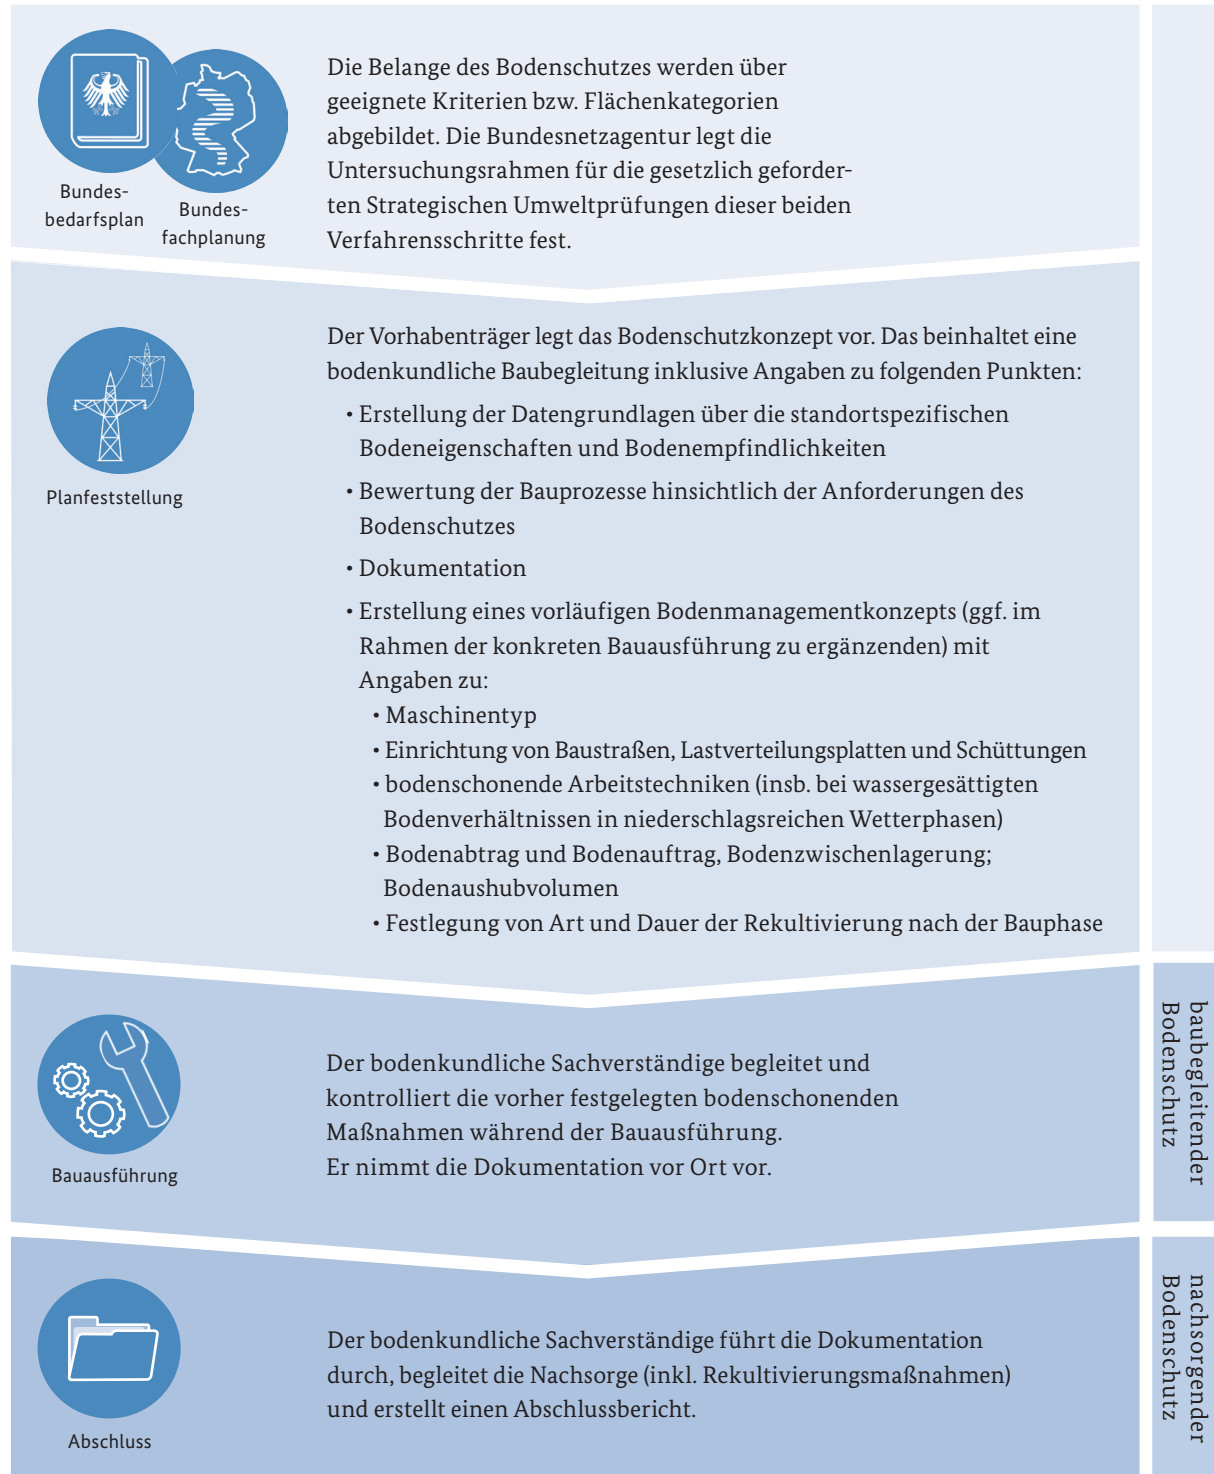 Bundes-
bedarfsplan
Bundes-
fachplanung
Die Belange des Bodenschutzes werden über
geeignete Kriterien bzw. Flächenkategorien
abgebildet. Die Bundesnetzagentur legt die
Untersuchungsrahmen für die gesetzlich geforder-
ten Strategischen Umweltprüfungen dieser beiden
Verfahrensschritte fest.
Planfeststellung
Der Vorhabenträger legt das Bodenschutzkonzept vor. Das beinhaltet eine
bodenkundliche Baubegleitung inklusive Angaben zu folgenden Punkten:
• Erstellung der Datengrundlagen über die standortspezifischen
Bodeneigenschaften und Bodenempfindlichkeiten
• Bewertung der Bauprozesse hinsichtlich der Anforderungen des
Bodenschutzes
• Dokumentation
• Erstellung eines vorläufigen Bodenmanagementkonzepts (ggf. im
Rahmen der konkreten Bauausführung zu ergänzenden) mit
Angaben zu:
• Maschinentyp
• Einrichtung von Baustraßen, Lastverteilungsplatten und Schüttungen
• bodenschonende Arbeitstechniken (insb. bei wassergesättigten
Bodenverhältnissen in niederschlagsreichen Wetterphasen)
• Bodenabtrag und Bodenauftrag, Bodenzwischenlagerung;
Bodenaushubvolumen
• Festlegung von Art und Dauer der Rekultivierung nach der Bauphase
Bauausführung
Der bodenkundliche Sachverständige begleitet und
kontrolliert die vorher festgelegten bodenschonenden
Maßnahmen während der Bauausführung.
Er nimmt die Dokumentation vor Ort vor.
baubegleitender
Bodenschutz
Abschluss
Der bodenkundliche Sachverständige führt die Dokumentation
durch, begleitet die Nachsorge (inkl. Rekultivierungsmaßnahmen)
und erstellt einen Abschlussbericht.
nachsorgender
Bodenschutz